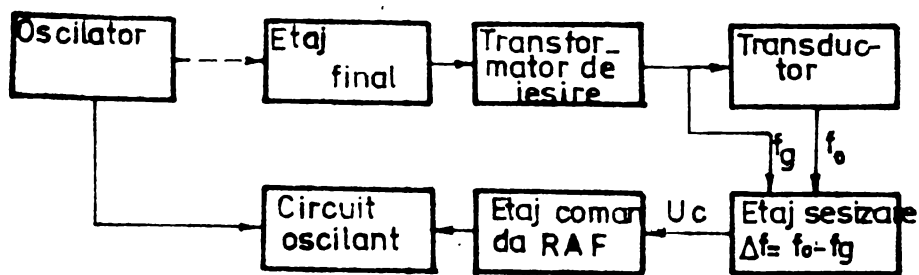 Oscilator
Etaj
final
Transfor-
mator de
iesire
Transduc-
tor
fg
fo
Circuit
oscilant
Etaj coman
da RAF
Uc
Etaj sesizare
Δf= fo-fg